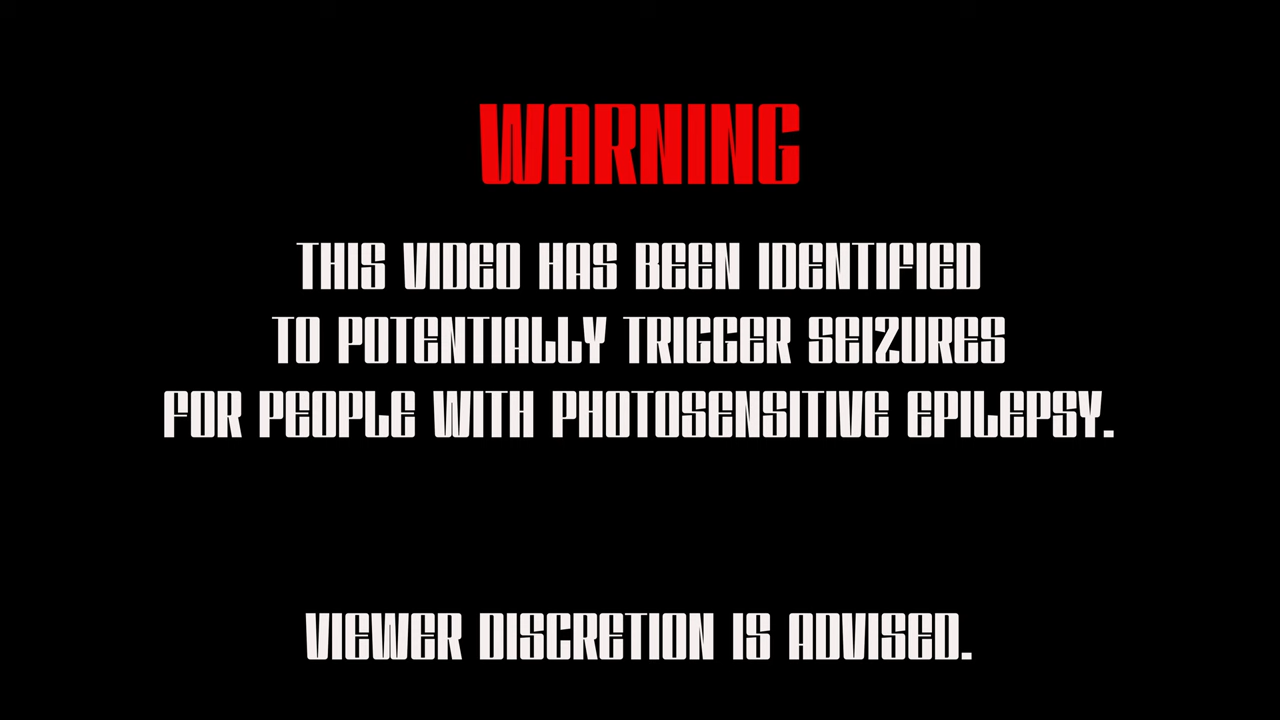 WARNING
THIS VIDEO HAS BEEN IDENTIFIED
TO POTENTIALLY TRIGGER SEIZURES
FOR PEOPLE WITH PHOTOSENSITIVE EPILEPSY.
VIEWER DISCRETION IS ADVISED.